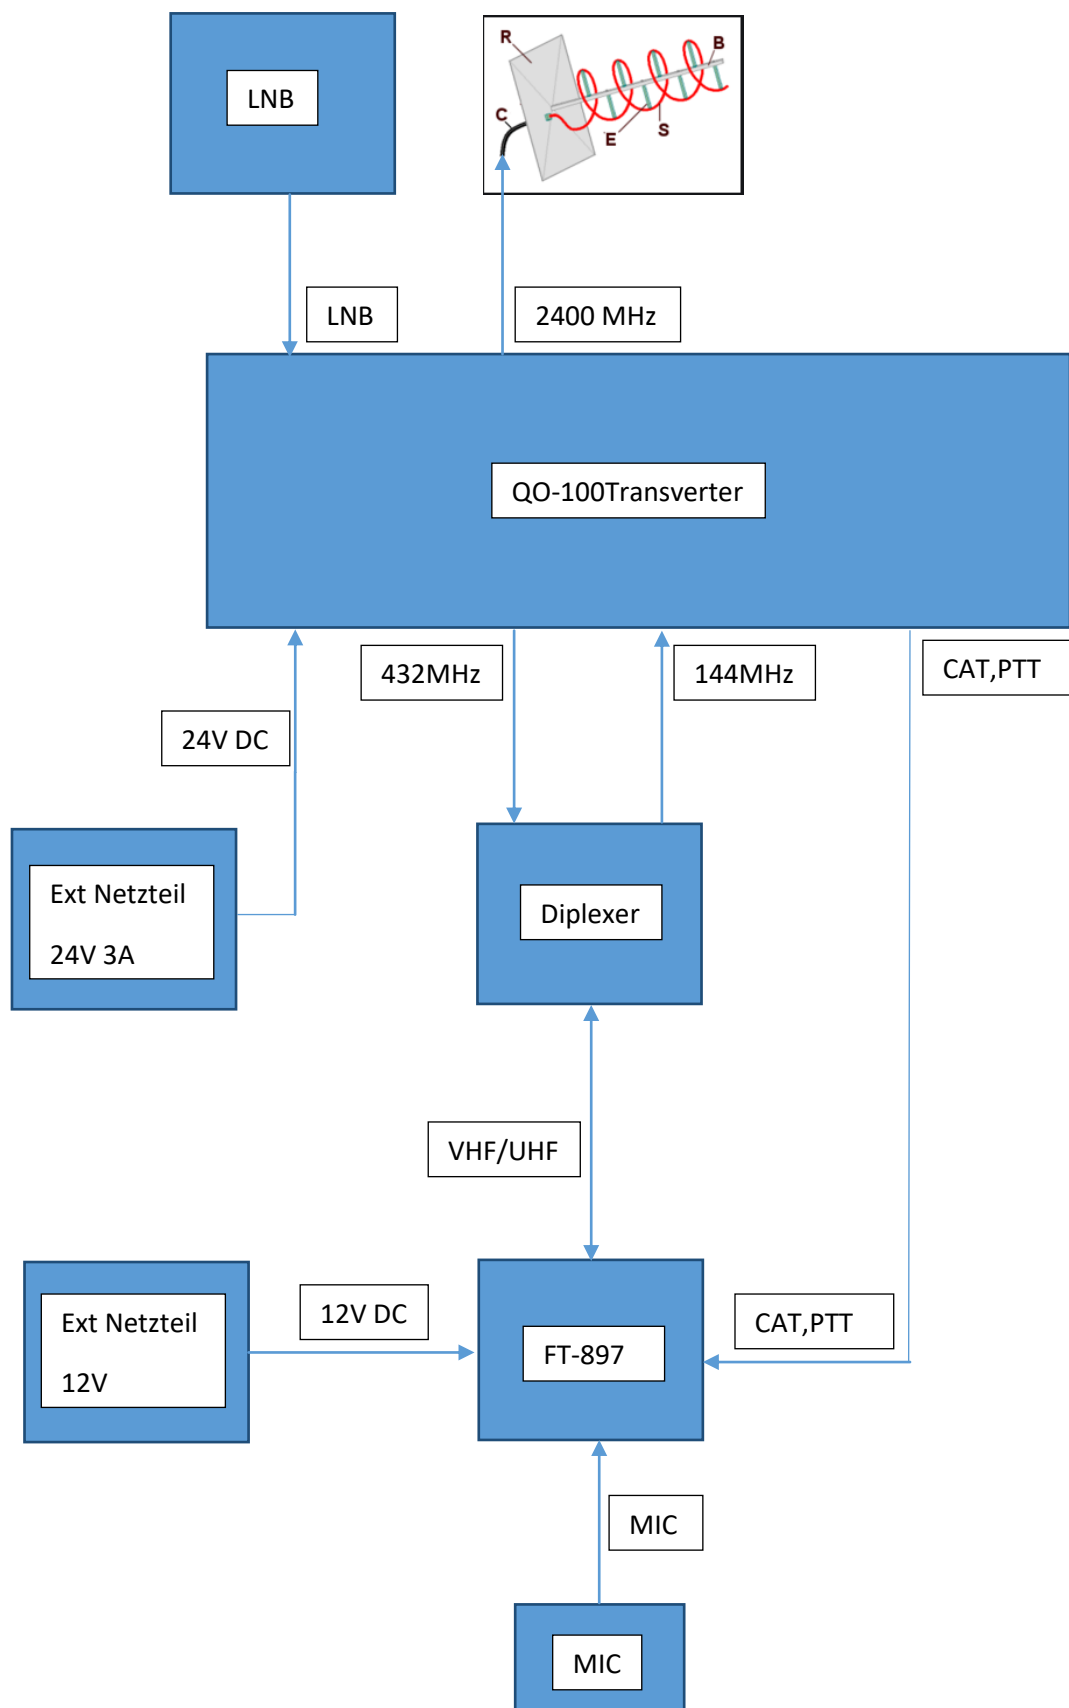 LNB
R
B
C
E
S
LNB
2400 MHz
QO-100Transverter
432MHz
144MHz
CAT,PTT
24V DC
Ext Netzteil
24V 3A
Diplexer
VHF/UHF
Ext Netzteil
12V
12V DC
FT-897
CAT,PTT
MIC
MIC